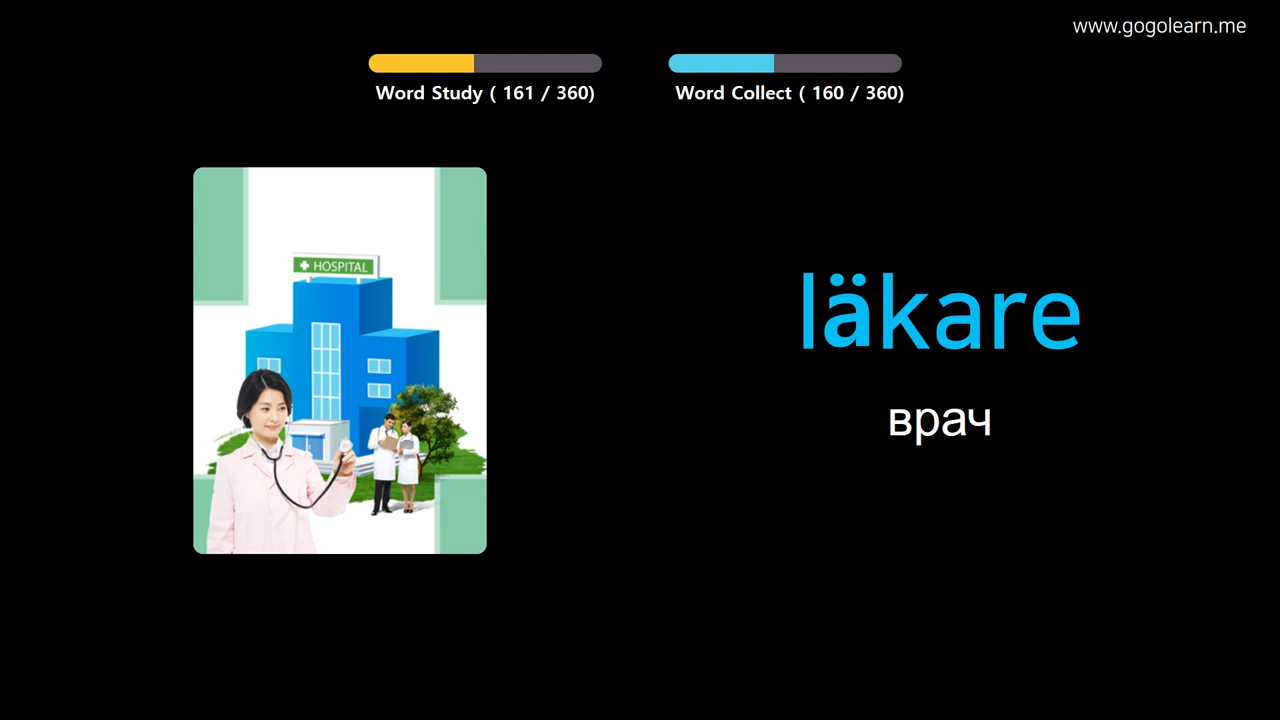 www.gogolearn.me
Word Study ( 161 / 360)
Word Collect ( 160 / 360)
HOSPITAL
läkare
врач